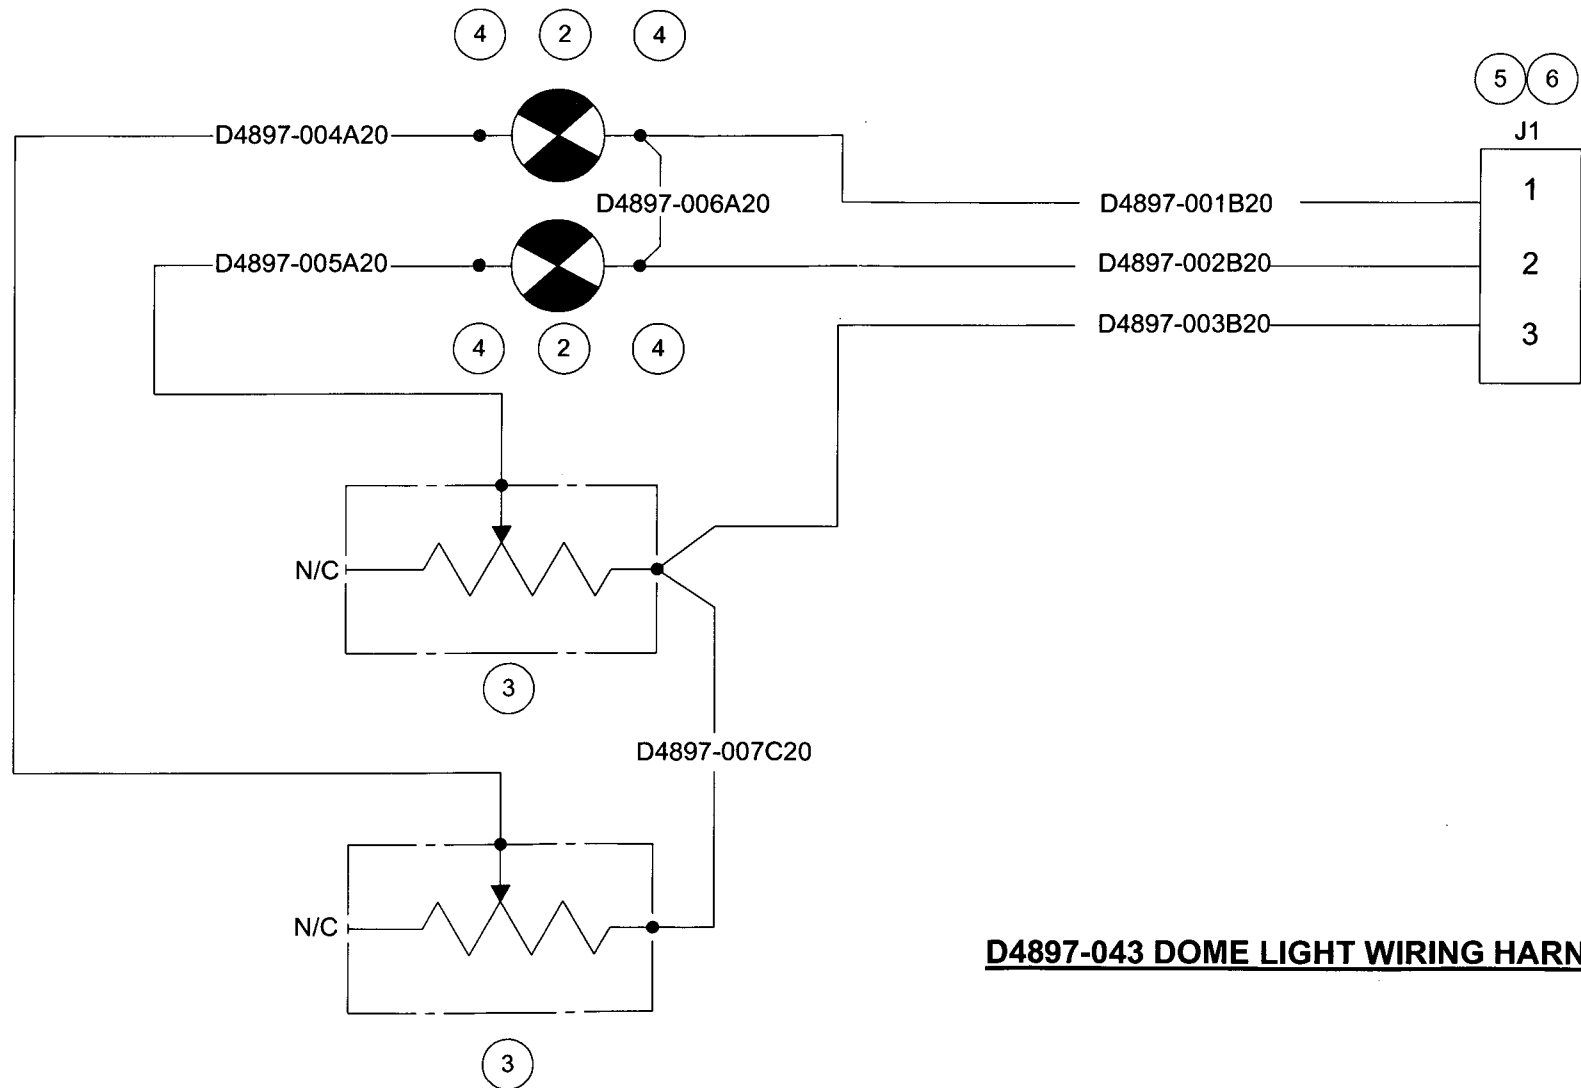 4 2 4
5 6
J1
D4897-004A20
1
D4897-006A20
D4897-001B20
D4897-005A20
D4897-002B20
2
D4897-003B20
3
4 2 4
N/C
3
D4897-007C20
N/C
D4897-043 DOME LIGHT WIRING HARN
3